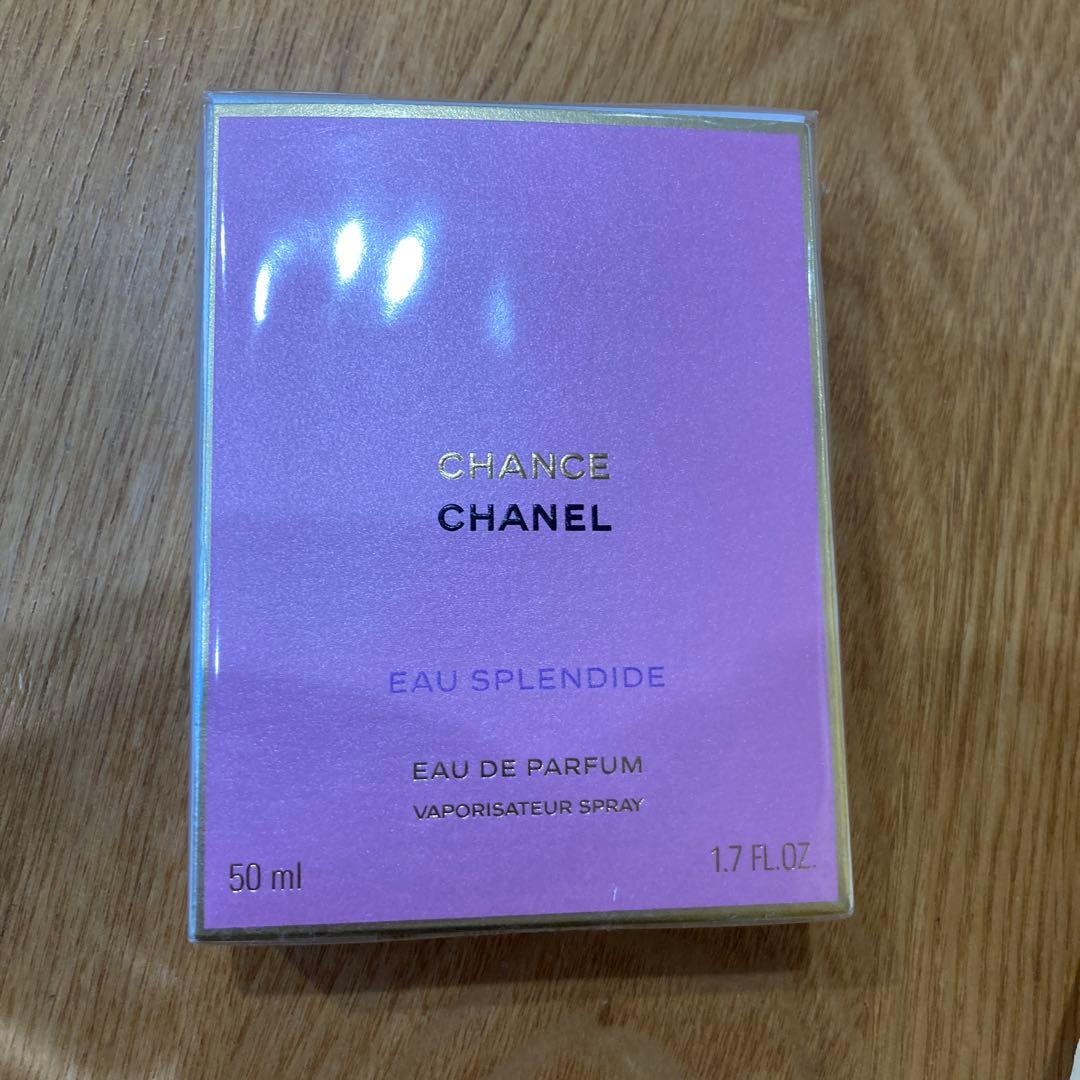 CHANCE
CHANEL
EAU SPLENDIDE
EAU DE PARFUM
VAPORISATEUR SPRAY
50 ml
1.7 FL.OZ.